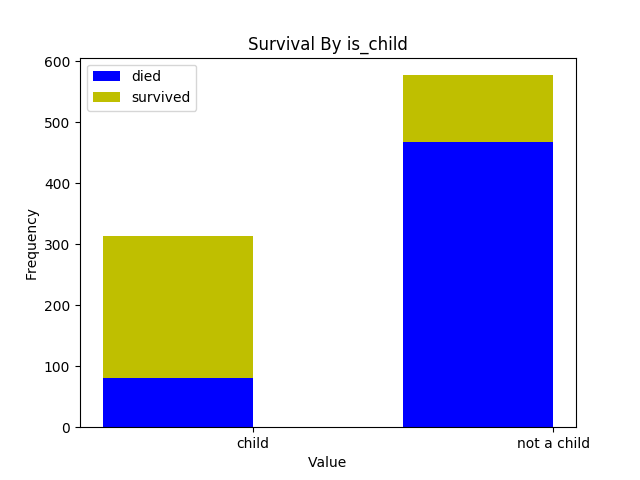 Survival By is_child
died
survived
Frequency
600
500
400
300
200
100
0
child
not a child
Value